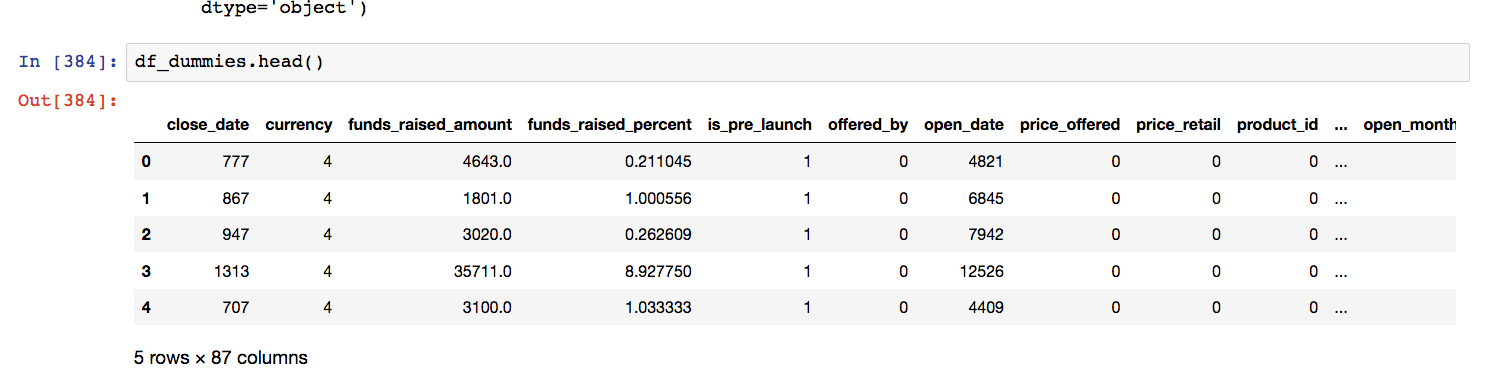 dtype='object')
In [384]: df_dummies.head()
Out[384]:
close_date currency funds_raised_amount funds_raised_percent is_pre_launch offered_by open_date price_offered price_retail product_id ... open_month
0 777 4 4643.0 0.211045 1 0 4821 0 0 0 ...
1 867 4 1801.0 1.000556 1 0 6845 0 0 0 ...
2 947 4 3020.0 0.262609 1 0 7942 0 0 0 ...
3 1313 4 35711.0 8.927750 1 0 12526 0 0 0 ...
4 707 4 3100.0 1.033333 1 0 4409 0 0 0 ...
5 rows × 87 columns